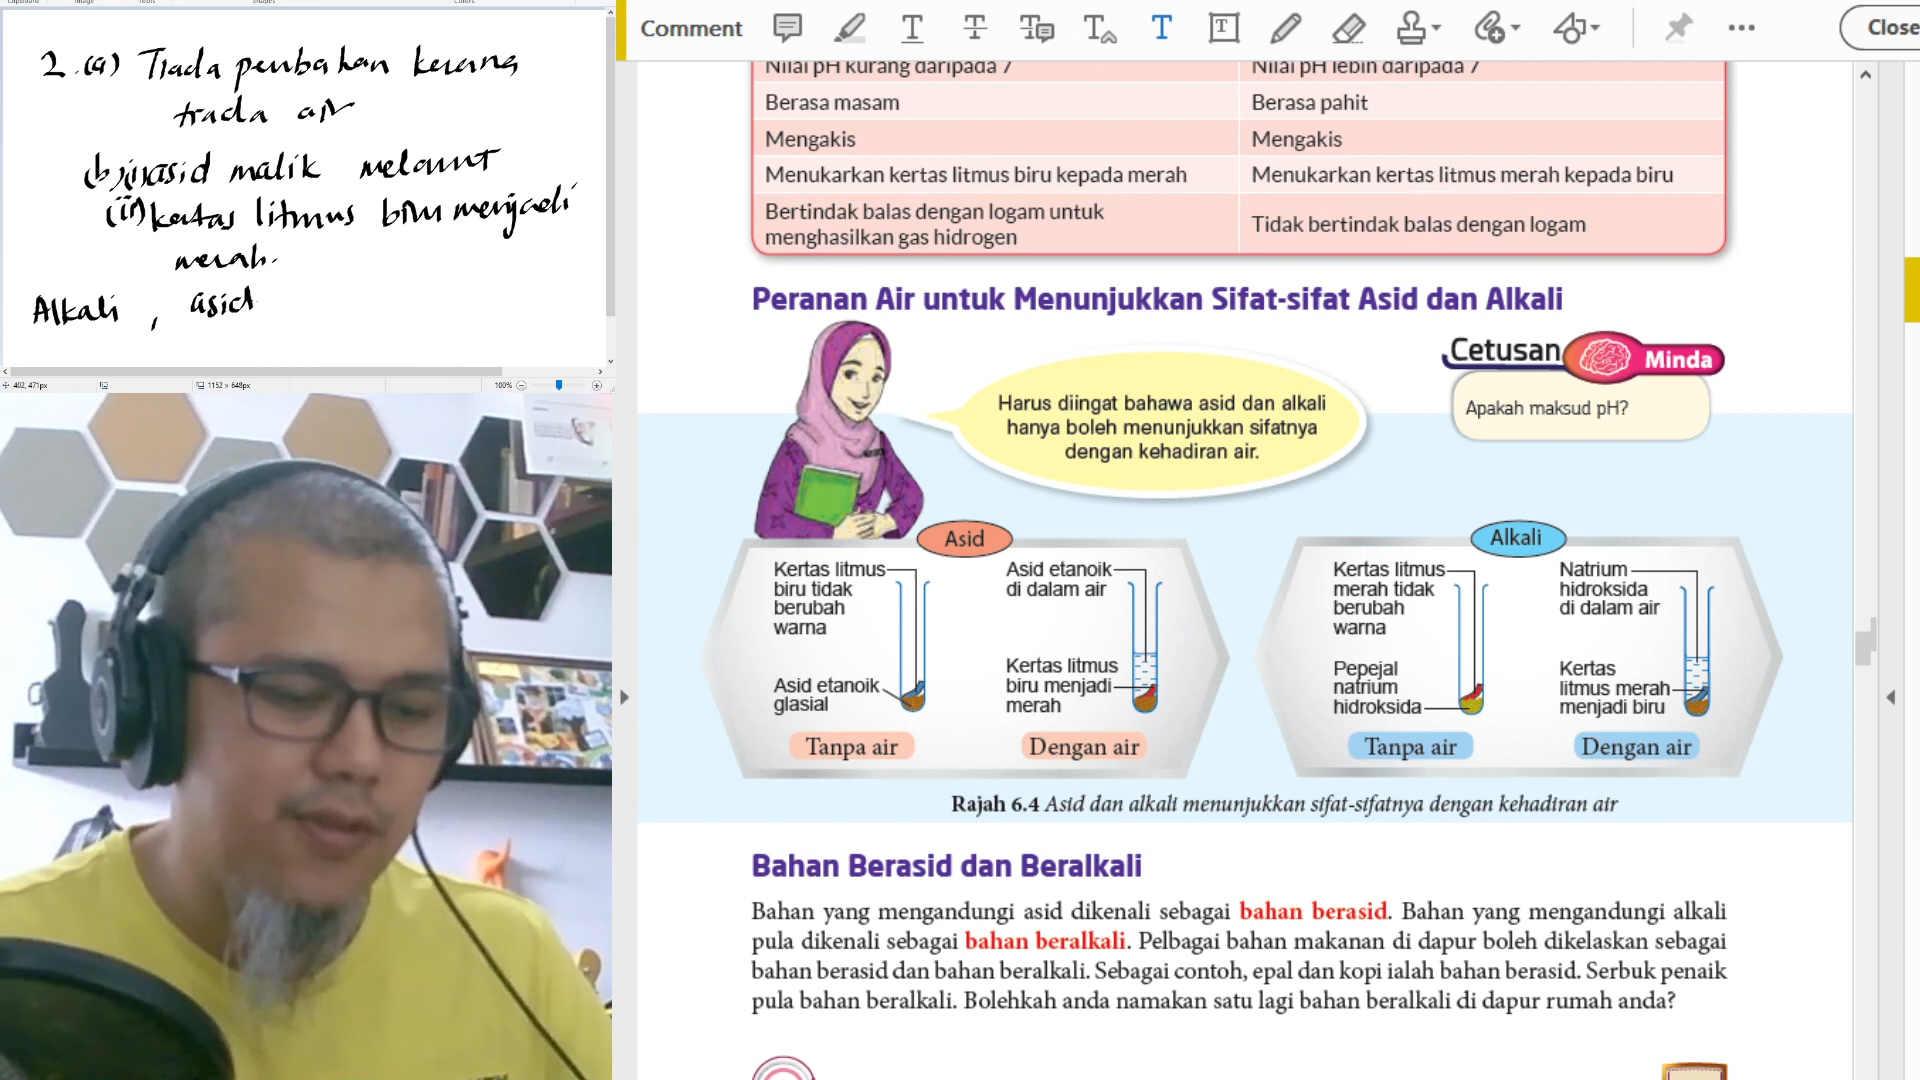 Clipboard
Image
Tools
Shapes
Colors
2.(a) Tiada perubahan kerana
tiada air
(b)(i)asid malik melarut
(ii)kertas litmus biru menjadi
merah.
Alkali , asid
402, 471px
1152 × 648px
100%
Comment
Close
Nilai pH kurang daripada 7
Nilai pH lebih daripada 7
Berasa masam
Berasa pahit
Mengakis
Mengakis
Menukarkan kertas litmus biru kepada merah
Menukarkan kertas litmus merah kepada biru
Bertindak balas dengan logam untuk
menghasilkan gas hidrogen
Tidak bertindak balas dengan logam
Peranan Air untuk Menunjukkan Sifat-sifat Asid dan Alkali
Cetusan Minda
Apakah maksud pH?
Harus diingat bahawa asid dan alkali
hanya boleh menunjukkan sifatnya
dengan kehadiran air.
Asid
Kertas litmus
biru tidak
berubah
warna
Asid etanoik
glasial
Tanpa air
Asid etanoik
di dalam air
Kertas litmus
biru menjadi
merah
Dengan air
Alkali
Kertas litmus
merah tidak
berubah
warna
Pepejal
natrium
hidroksida
Tanpa air
Natrium
hidroksida
di dalam air
Kertas
litmus merah
menjadi biru
Dengan air
Rajah 6.4 Asid dan alkali menunjukkan sifat-sifatnya dengan kehadiran air
Bahan Berasid dan Beralkali
Bahan yang mengandungi asid dikenali sebagai bahan berasid. Bahan yang mengandungi alkali
pula dikenali sebagai bahan beralkali. Pelbagai bahan makanan di dapur boleh dikelaskan sebagai
bahan berasid dan bahan beralkali. Sebagai contoh, epal dan kopi ialah bahan berasid. Serbuk penaik
pula bahan beralkali. Bolehkah anda namakan satu lagi bahan beralkali di dapur rumah anda?